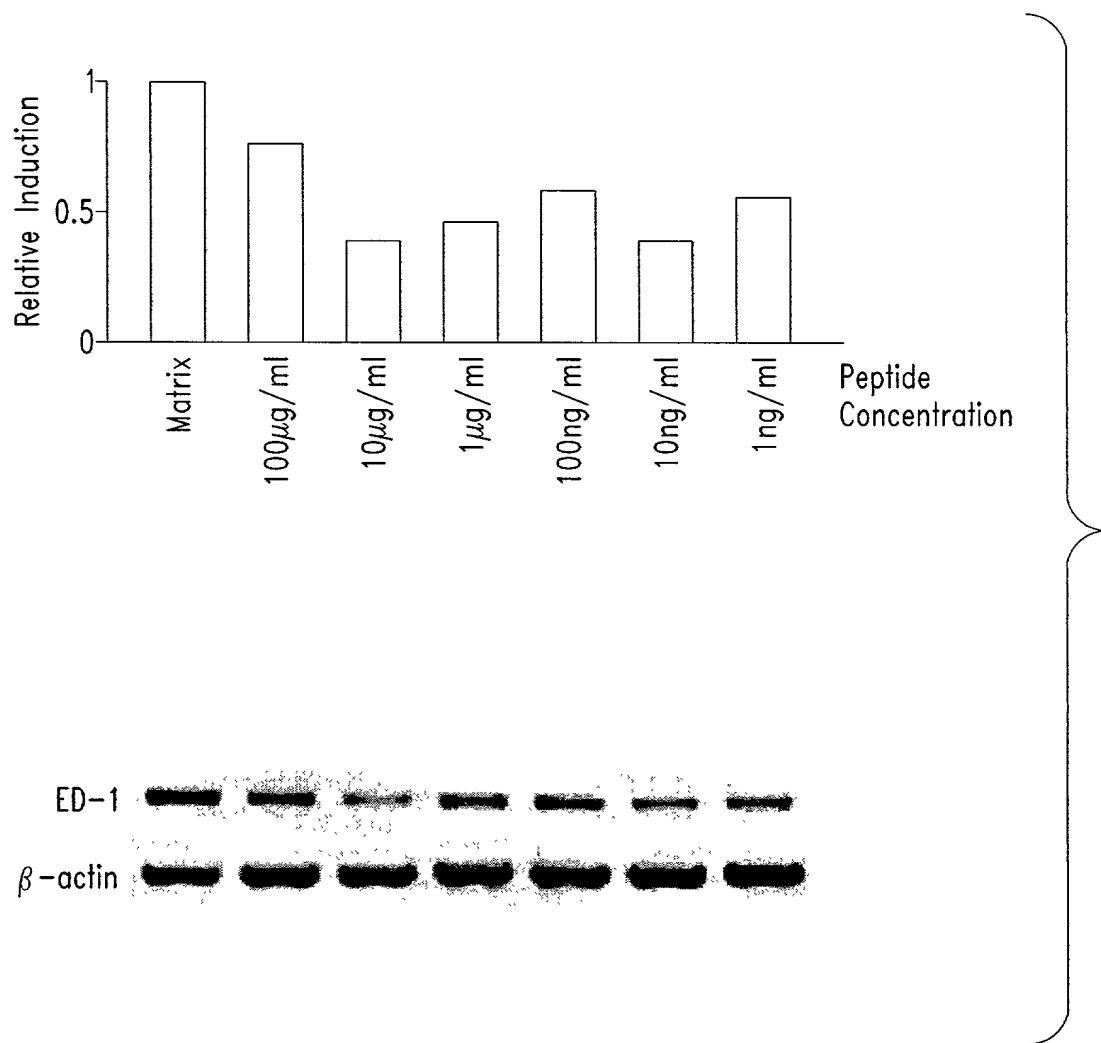 Relative Induction
1
0.5
0
Matrix
100μg/ml
10μg/ml
1μg/ml
100ng/ml
10ng/ml
1ng/ml
Peptide
Concentration
ED-1
β-actin